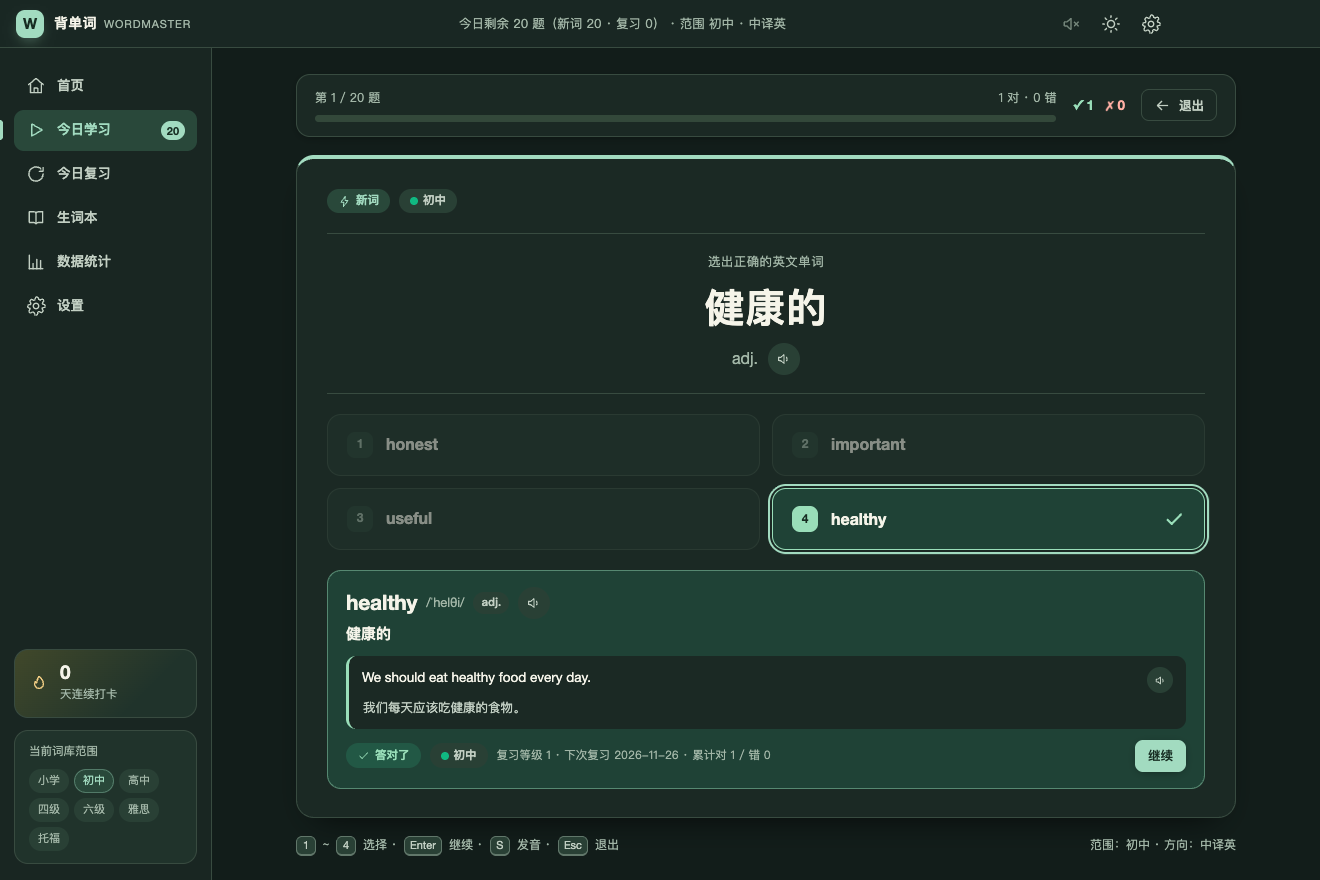 W 背单词 WORDMASTER
今日剩余 20 题（新词 20 · 复习 0） · 范围 初中 · 中译英
首页
今日学习 20
今日复习
生词本
数据统计
设置
0
天连续打卡
当前词库范围
小学 初中 高中
四级 六级 雅思
托福
第 1 / 20 题
1 对 · 0 错
✓1 ✗0
退出
新词 初中
选出正确的英文单词
健康的
adj.
1 honest
2 important
3 useful
4 healthy
healthy /ˈhelθi/ adj.
健康的
We should eat healthy food every day.
我们每天应该吃健康的食物。
答对了 初中 复习等级 1 · 下次复习 2026-11-26 · 累计对 1 / 错 0
继续
1 ~ 4 选择 · Enter 继续 · S 发音 · Esc 退出
范围：初中 · 方向：中译英